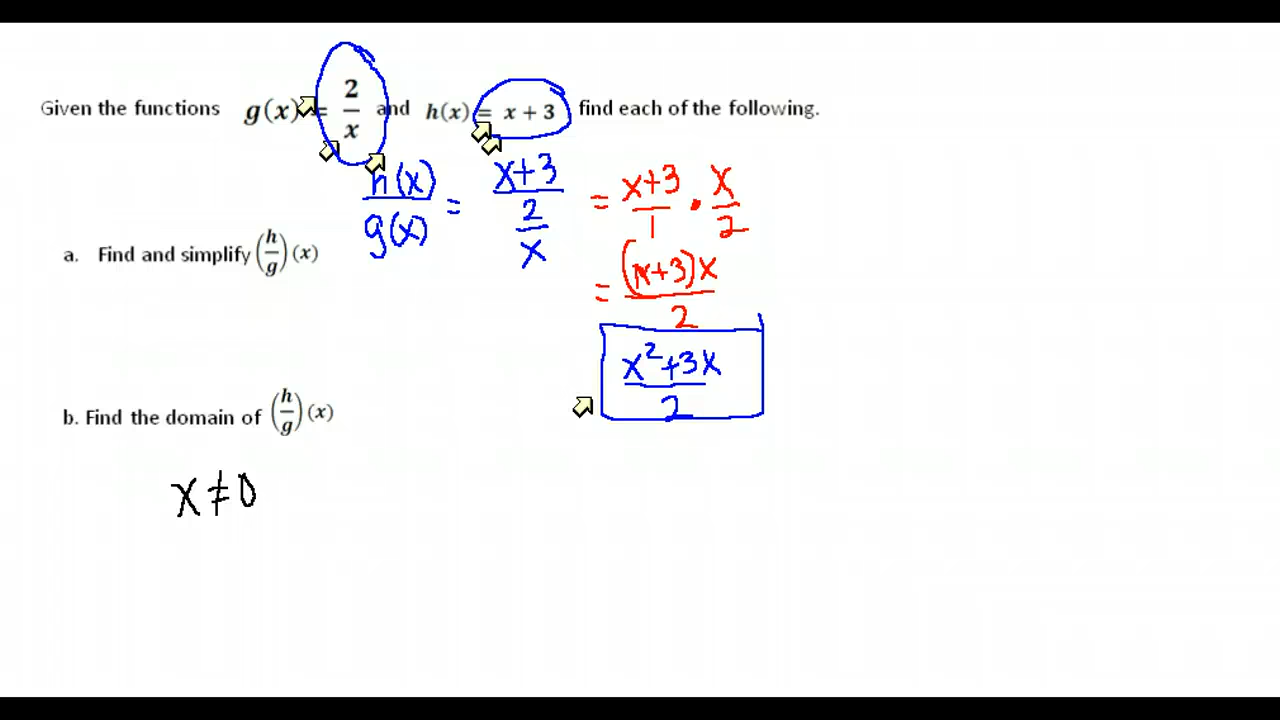 Given the functions g(x) = 2/x and h(x) = x + 3 find each of the following.
h(x)/g(x) = (x+3)/(2/x) = (x+3)/1 • x/2
= (x+3)x/2
a. Find and simplify (h/g)(x)
x²+3x/2
b. Find the domain of (h/g)(x)
x≠0